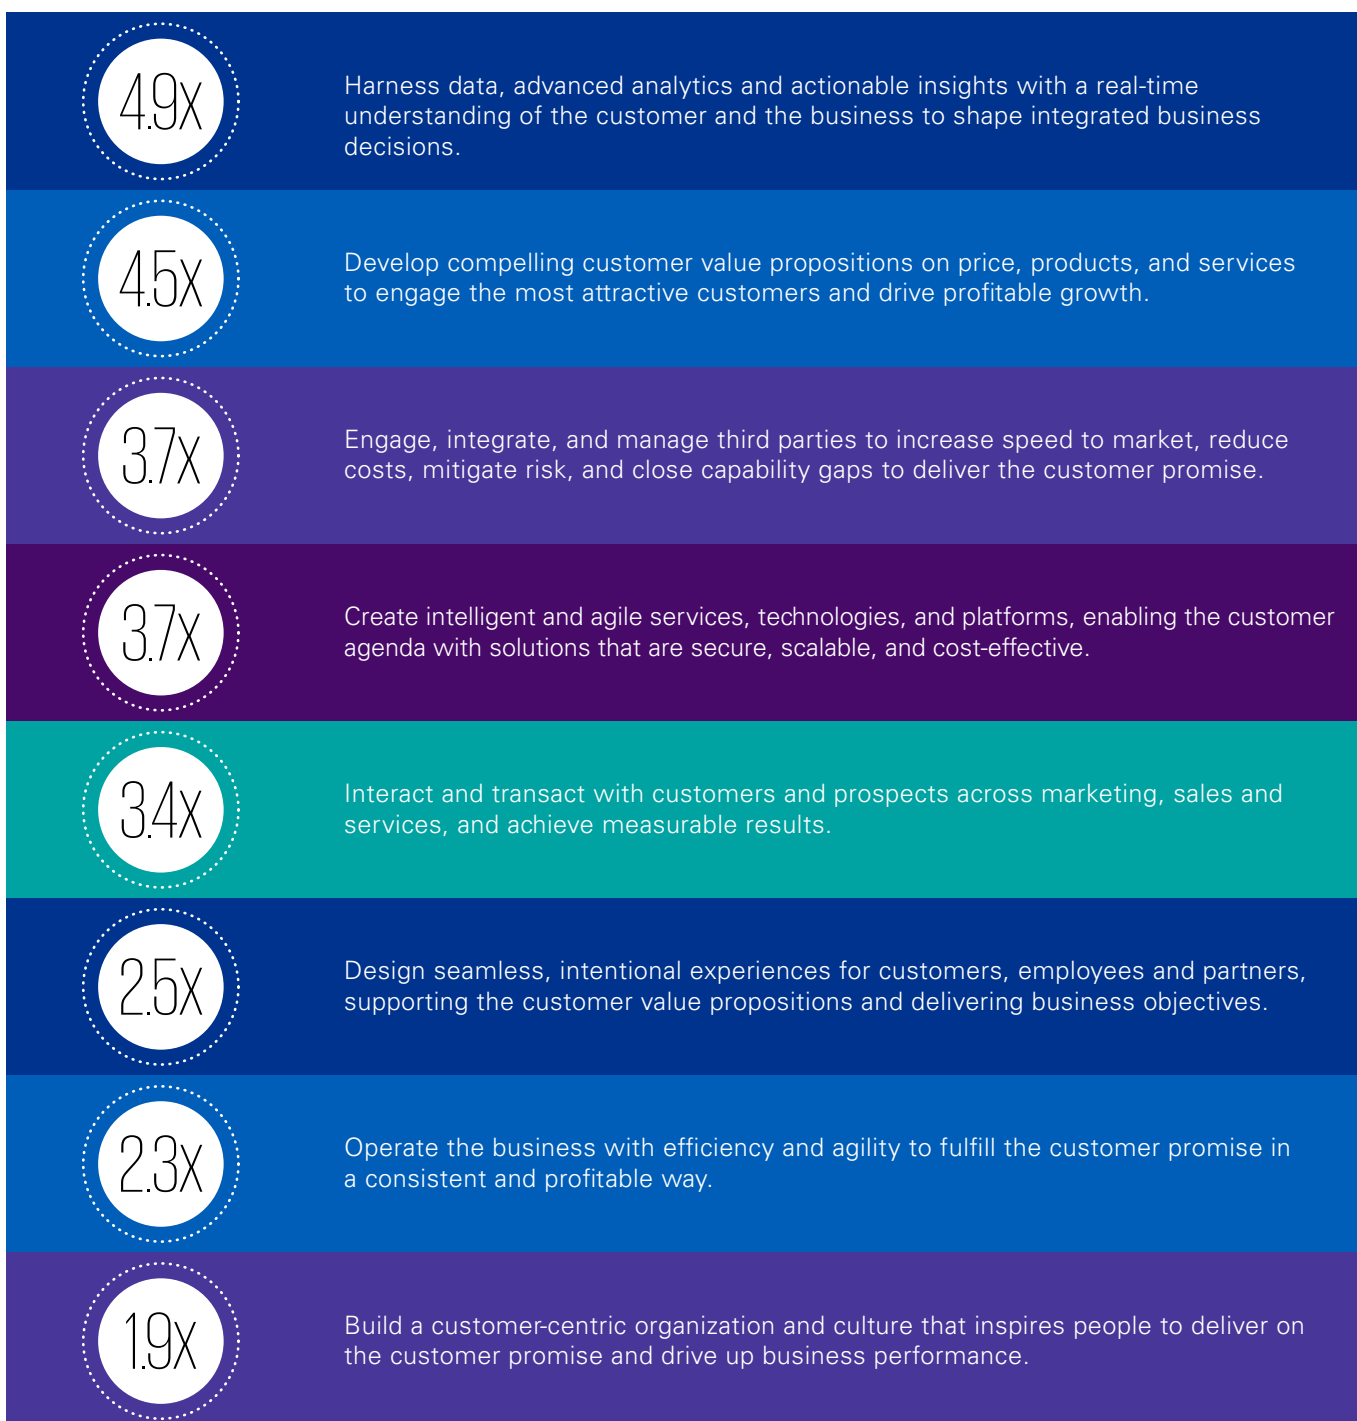 4.9x
Harness data, advanced analytics and actionable insights with a real-time
understanding of the customer and the business to shape integrated business
decisions.
4.5x
Develop compelling customer value propositions on price, products, and services
to engage the most attractive customers and drive profitable growth.
3.7x
Engage, integrate, and manage third parties to increase speed to market, reduce
costs, mitigate risk, and close capability gaps to deliver the customer promise.
3.7x
Create intelligent and agile services, technologies, and platforms, enabling the customer
agenda with solutions that are secure, scalable, and cost-effective.
3.4x
Interact and transact with customers and prospects across marketing, sales and
services, and achieve measurable results.
2.5x
Design seamless, intentional experiences for customers, employees and partners,
supporting the customer value propositions and delivering business objectives.
2.3x
Operate the business with efficiency and agility to fulfill the customer promise in
a consistent and profitable way.
1.9x
Build a customer-centric organization and culture that inspires people to deliver on
the customer promise and drive up business performance.